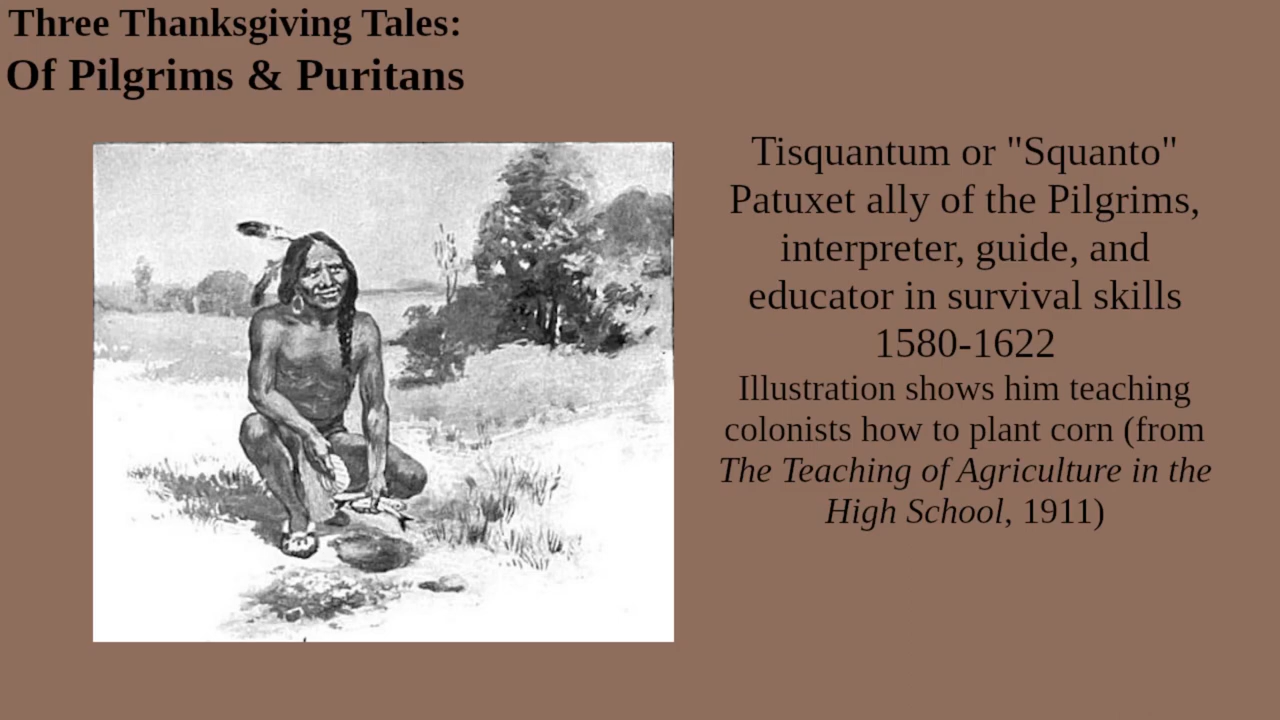 Three Thanksgiving Tales:
Of Pilgrims & Puritans
Tisquantum or "Squanto"
Patuxet ally of the Pilgrims,
interpreter, guide, and
educator in survival skills
1580-1622
Illustration shows him teaching
colonists how to plant corn (from
The Teaching of Agriculture in the
High School, 1911)